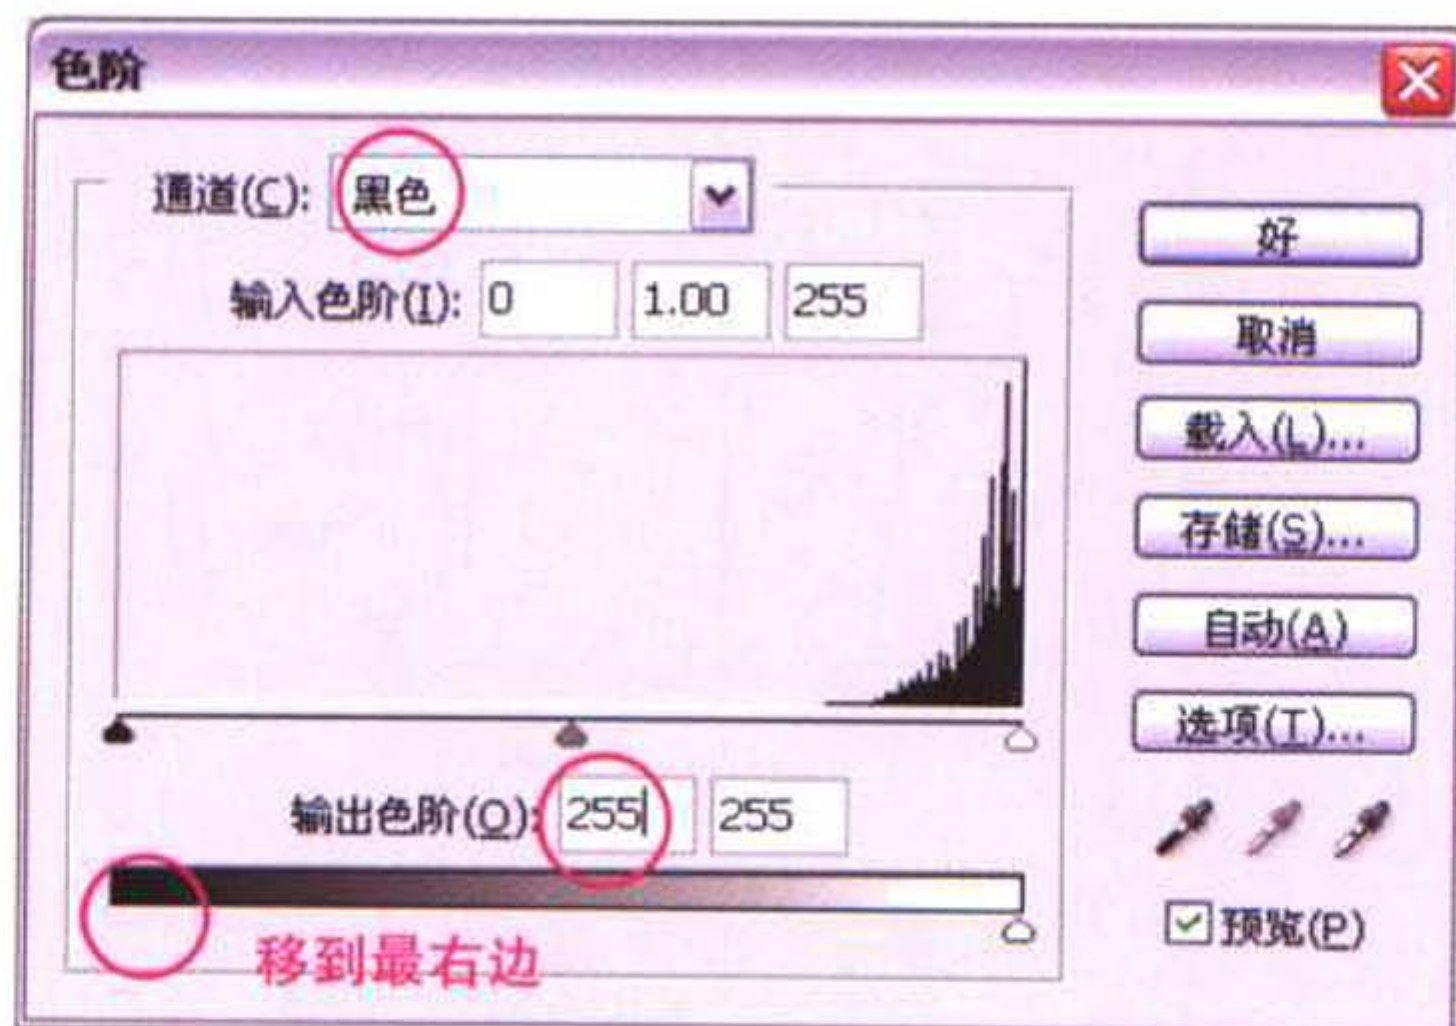 色阶
通道(C): 黑色
输入色阶(I): 0 1.00 255
输出色阶(O): 255 255
移到最右边
好
取消
载入(L)...
存储(S)...
自动(A)
选项(T)...
预览(P)